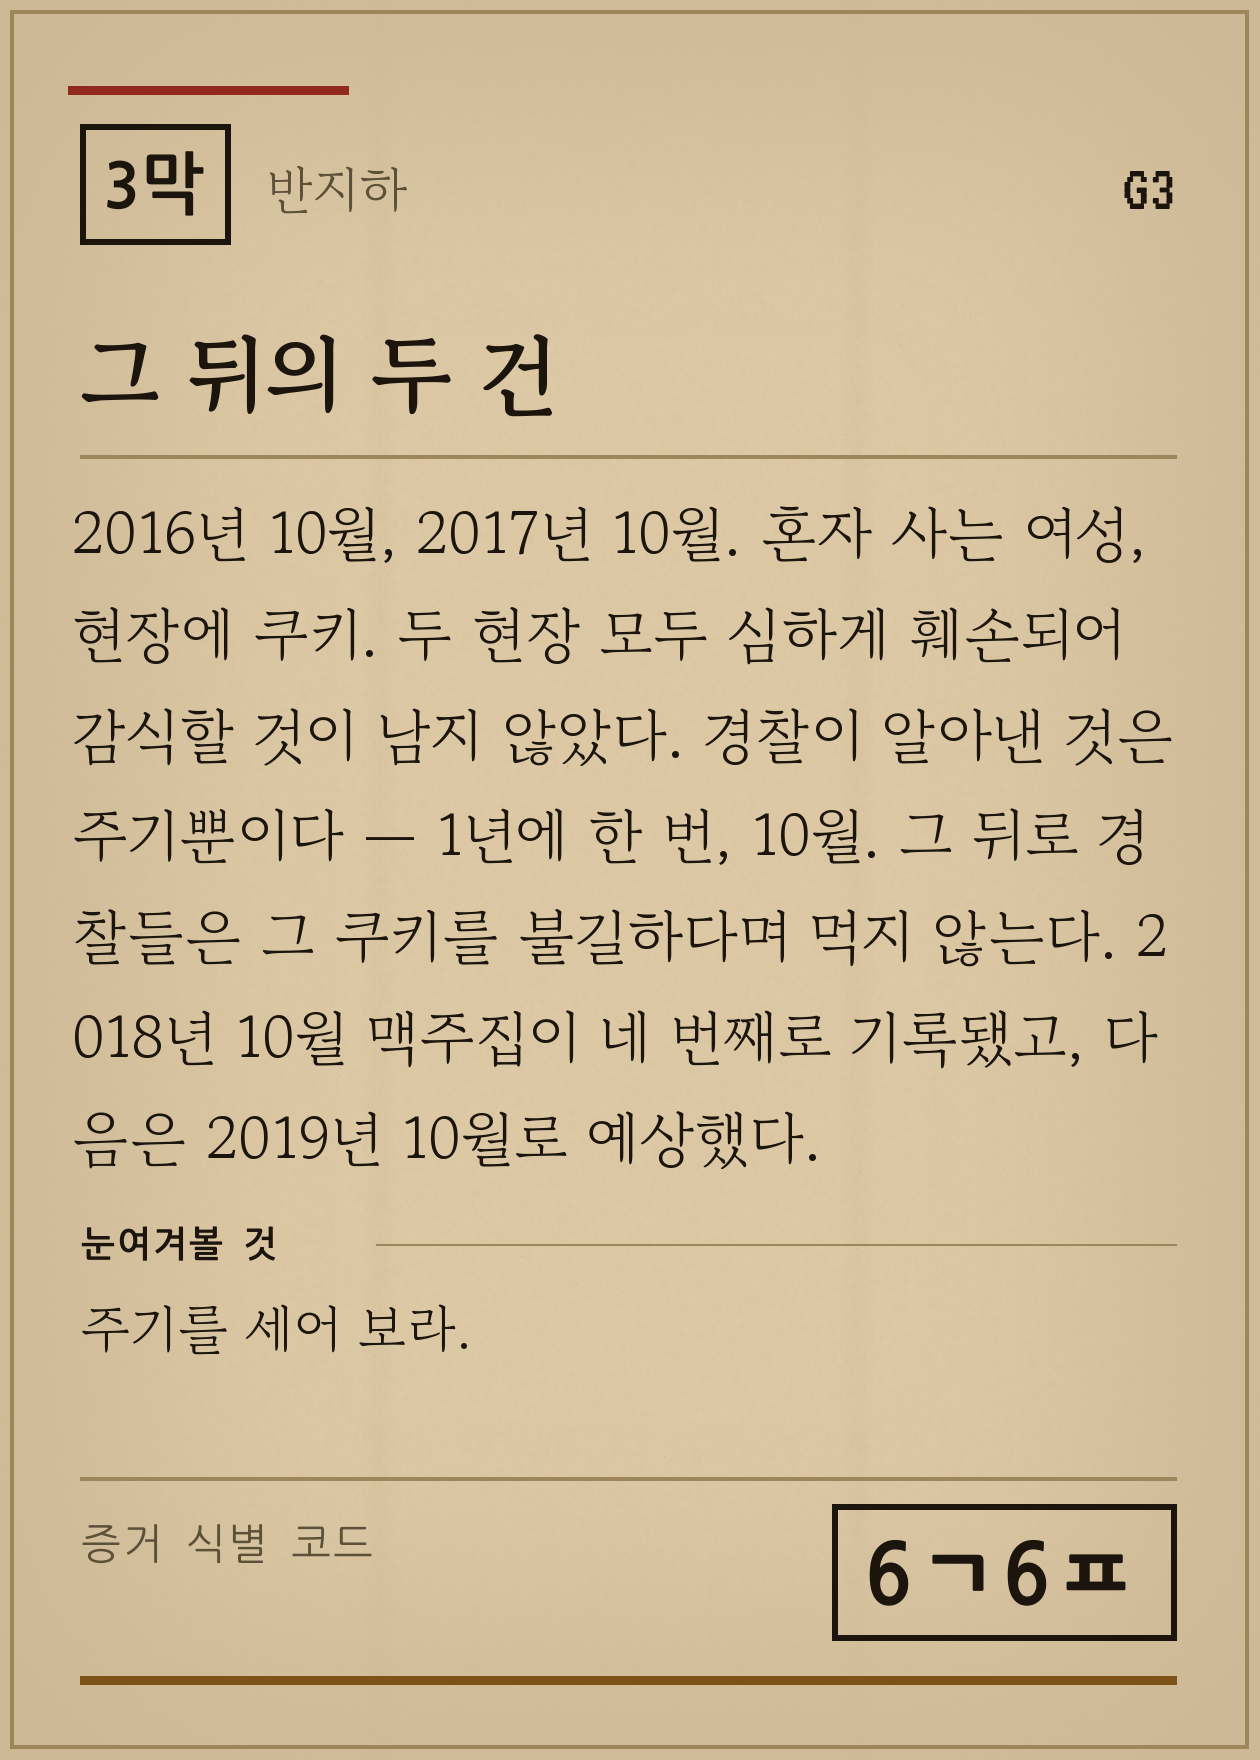 3막 반지하 G3
그 뒤의 두 건
2016년 10월, 2017년 10월. 혼자 사는 여성,
현장에 쿠키. 두 현장 모두 심하게 훼손되어
감식할 것이 남지 않았다. 경찰이 알아낸 것은
주기뿐이다 — 1년에 한 번, 10월. 그 뒤로 경
찰들은 그 쿠키를 불길하다며 먹지 않는다. 2
018년 10월 맥주집이 네 번째로 기록됐고, 다
음은 2019년 10월로 예상했다.
눈여겨볼 것
주기를 세어 보라.
증거 식별 코드 6ㄱ6ㅍ